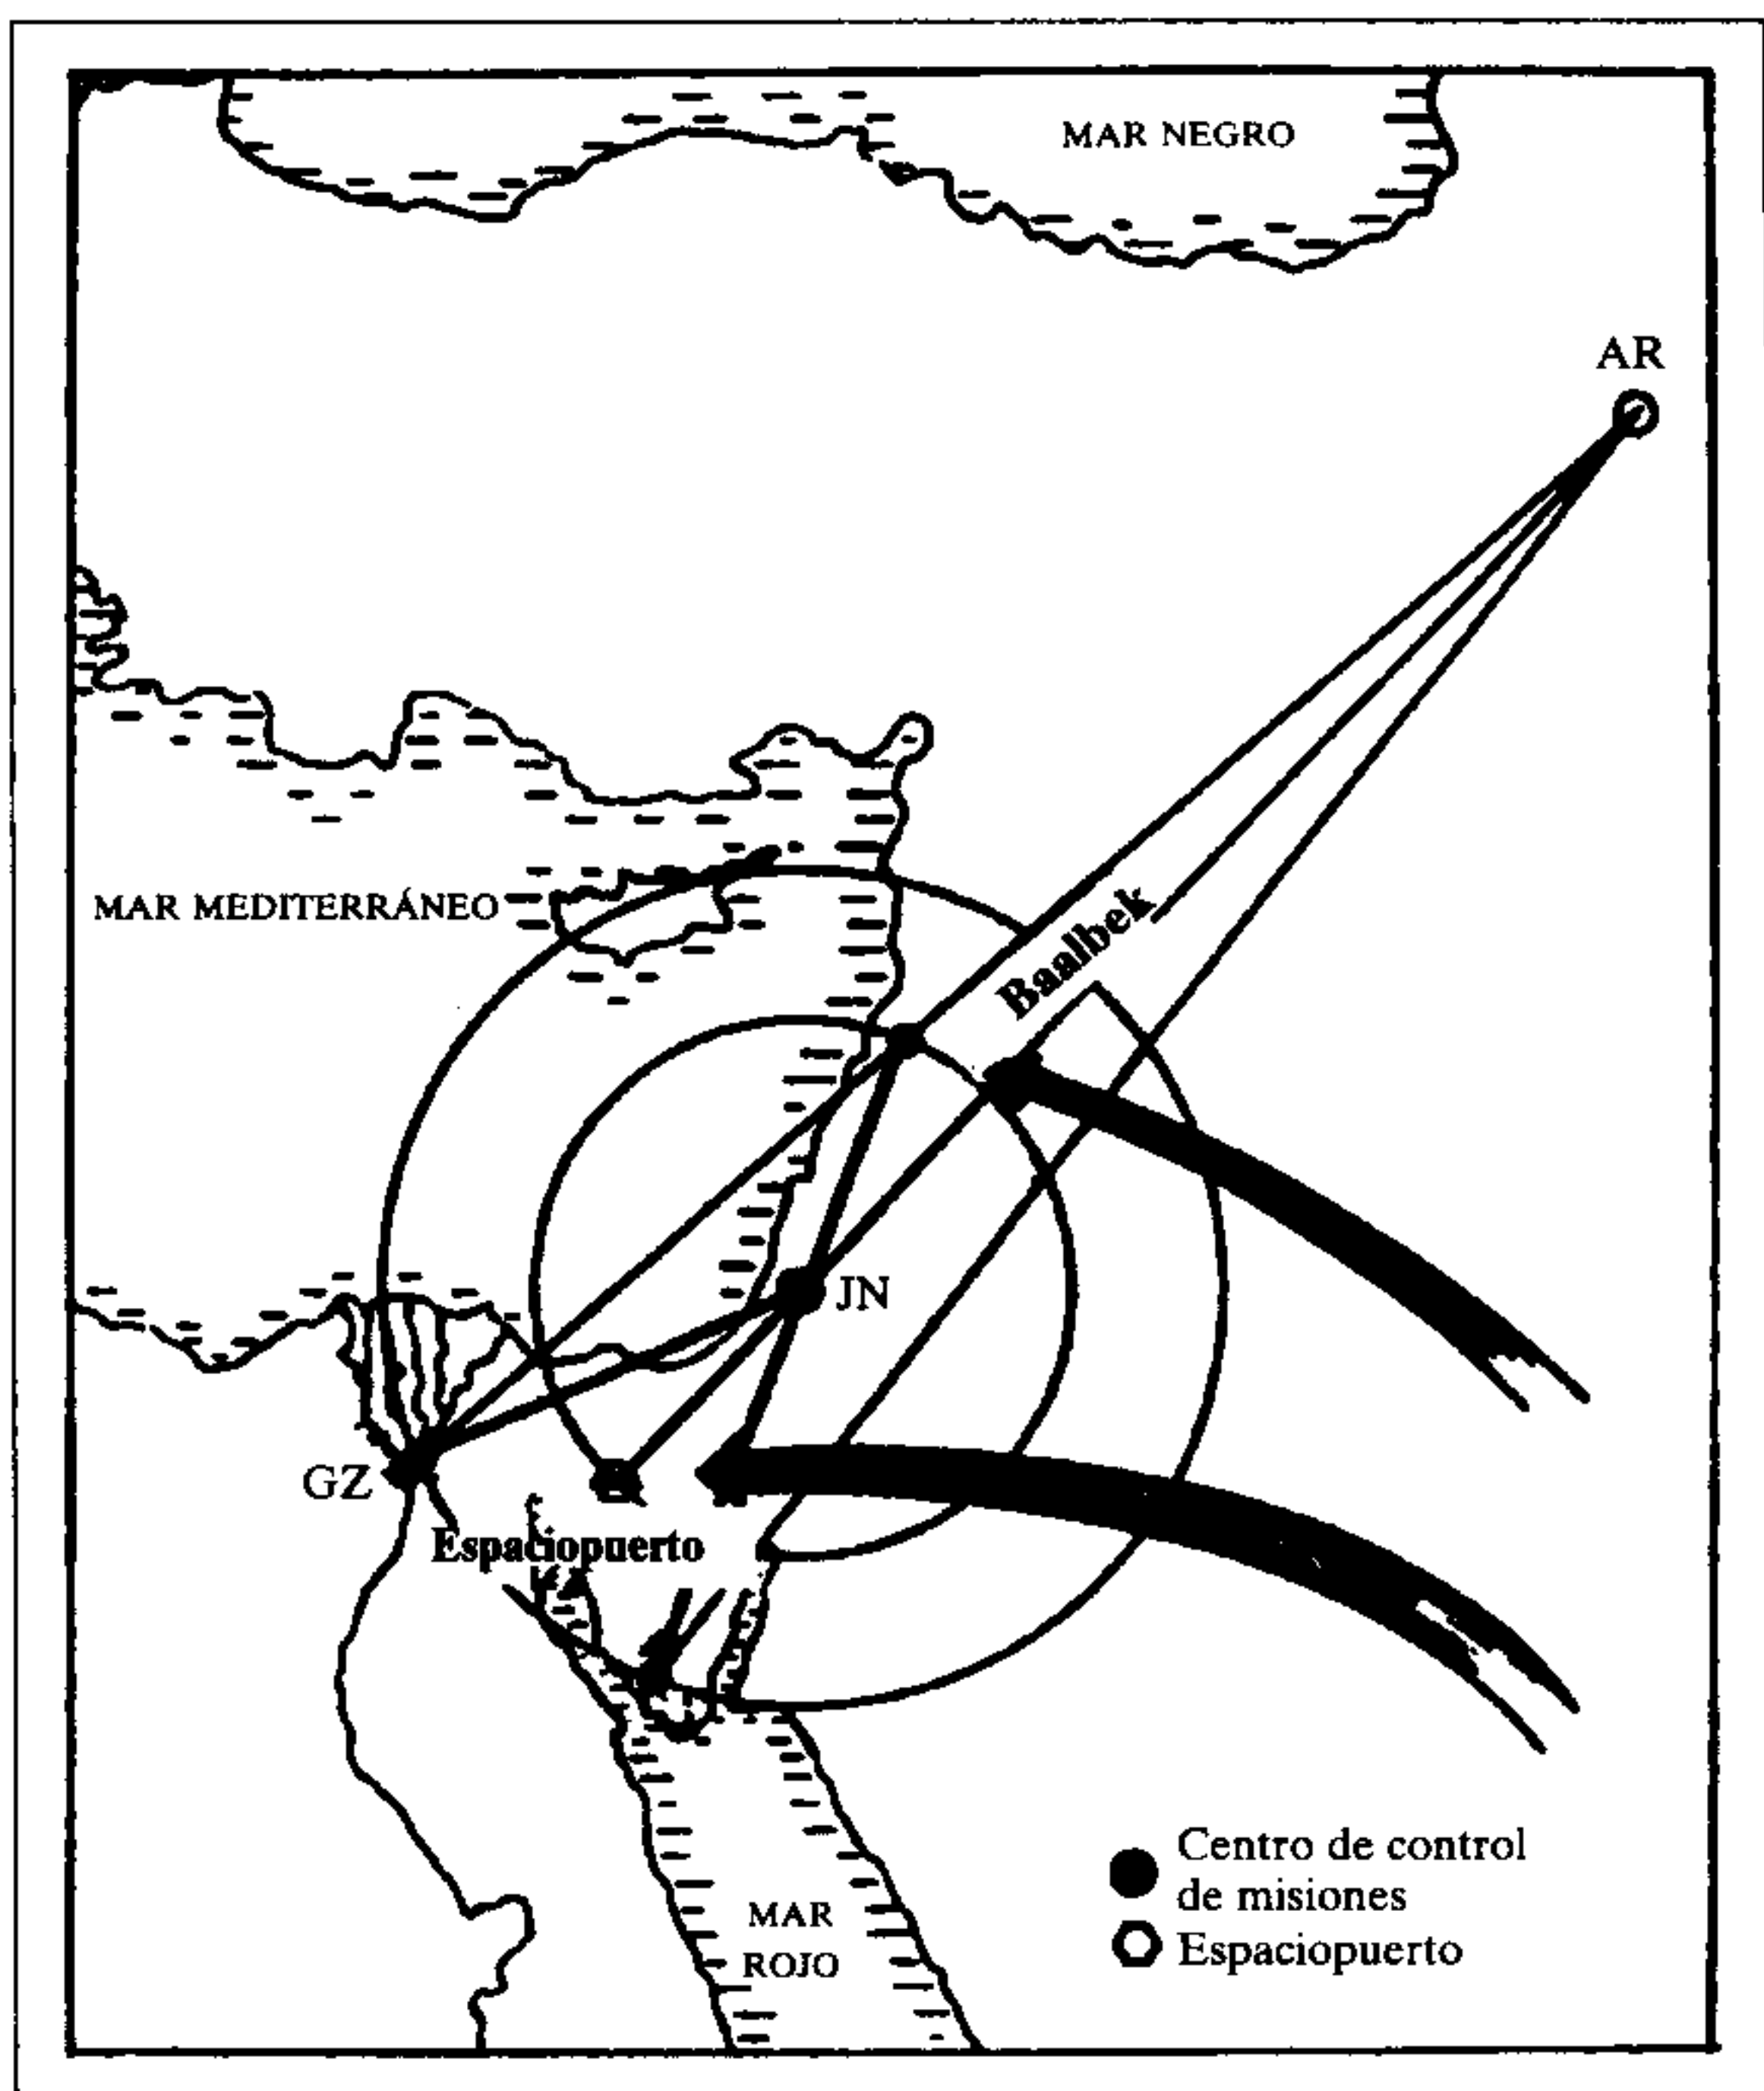 MAR NEGRO
AR
MAR MEDITERRÁNEO
Baalbek
JN
GZ
Espaciopuerto
Centro de control
de misiones
Espaciopuerto
MAR
ROJO